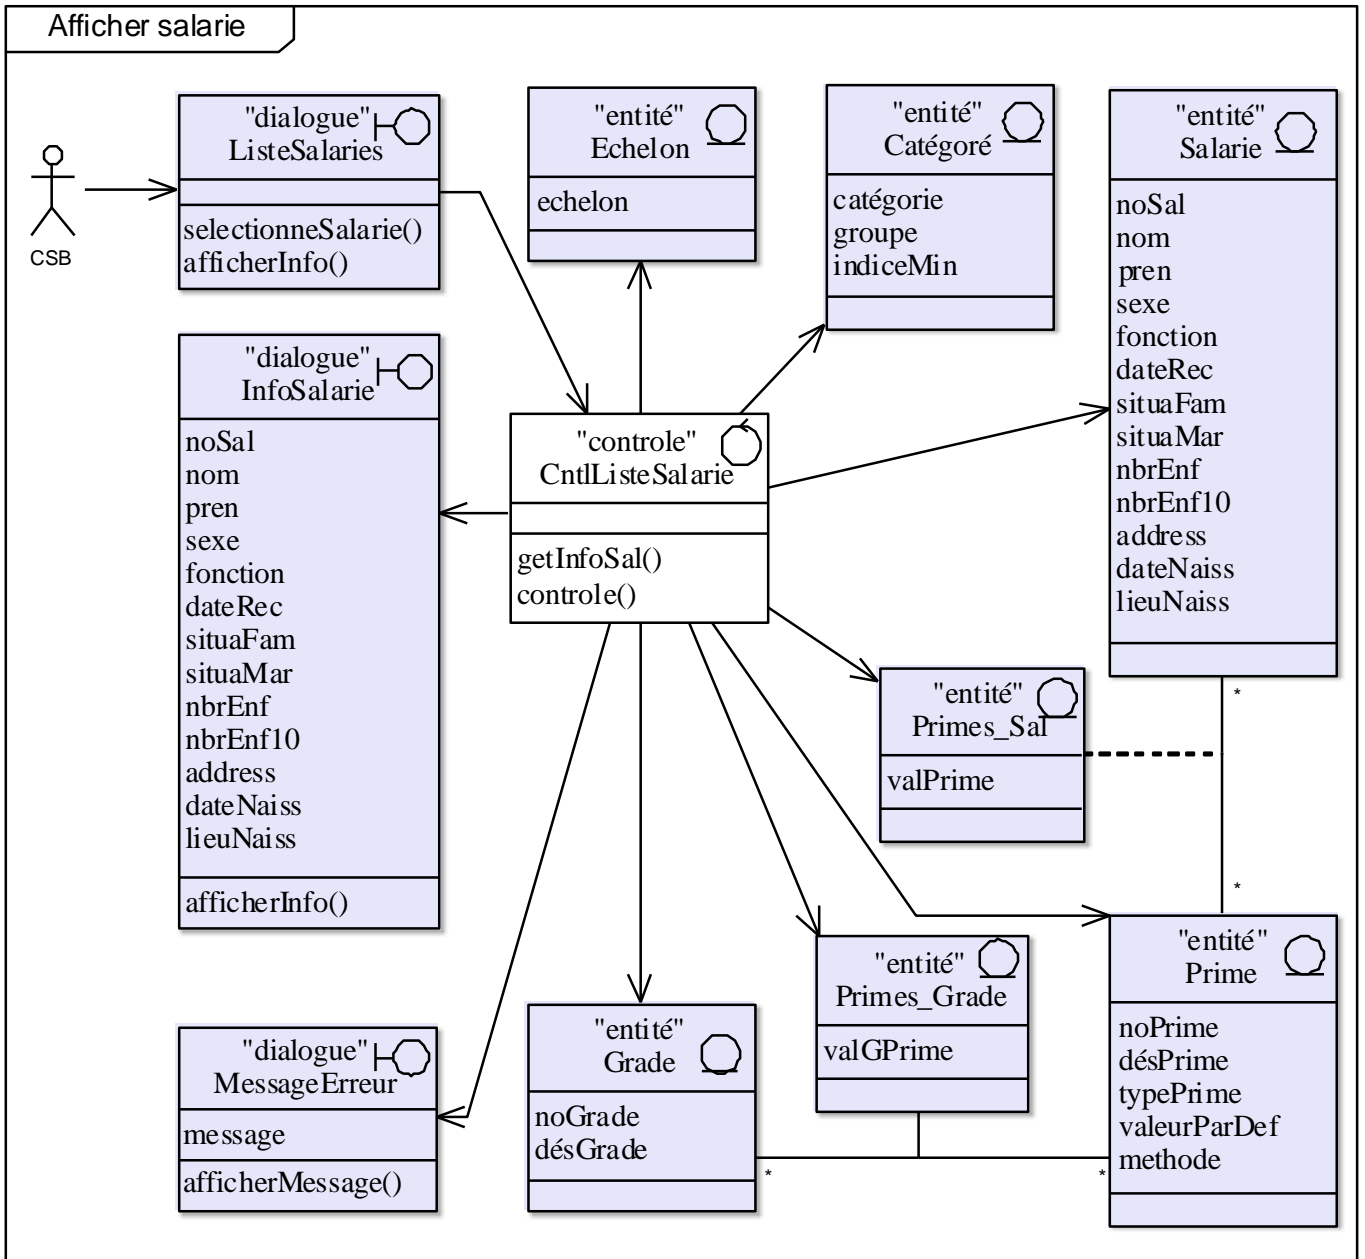 Afficher salarie
CSB
"dialogue"
ListeSalaries
selectionneSalarie()
afficherInfo()
"entité"
Echelon
echelon
"entité"
Catégoré
catégorie
groupe
indiceMin
"entité"
Salarie
noSal
nom
pren
sexe
fonction
dateRec
situaFam
situaMar
nbrEnf
nbrEnf10
address
dateNaiss
lieuNaiss
"dialogue"
InfoSalarie
noSal
nom
pren
sexe
fonction
dateRec
situaFam
situaMar
nbrEnf
nbrEnf10
address
dateNaiss
lieuNaiss
afficherInfo()
"controle"
CntlListeSalarie
getInfoSal()
controle()
"entité"
Primes_Sal
valPrime
*
*
"dialogue"
MessageErreur
message
afficherMessage()
"entité"
Grade
noGrade
désGrade
"entité"
Primes_Grade
valGPrime
*
*
"entité"
Prime
noPrime
désPrime
typePrime
valeurParDef
methode